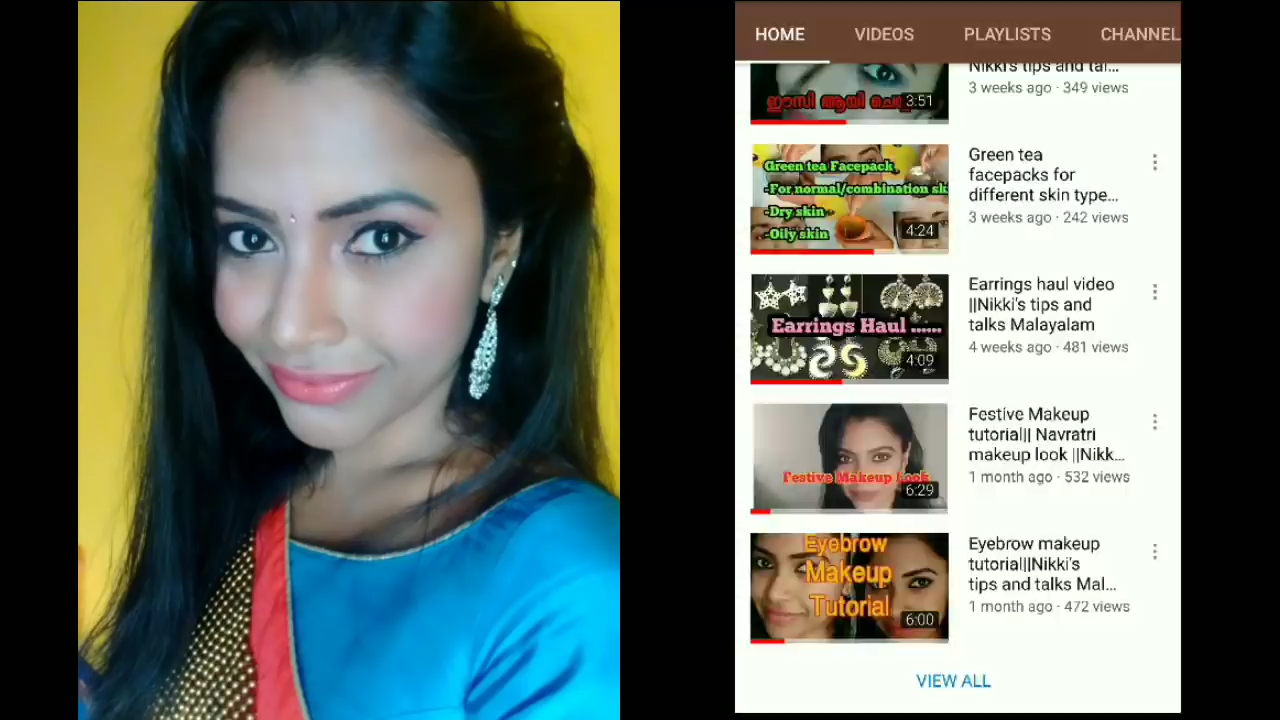 HOME VIDEOS PLAYLISTS CHANNEL
Nikki's tips and tal...
3 weeks ago · 349 views
ഈസി ആയി
3:51
Green tea Facepack
-For normal/combination sk
-Dry skin
-Oily skin
4:24
Green tea
facepacks for
different skin type...
3 weeks ago · 242 views
Earrings Haul ......
4:09
Earrings haul video
||Nikki's tips and
talks Malayalam
4 weeks ago · 481 views
Festive Makeup Look
6:29
Festive Makeup
tutorial|| Navratri
makeup look ||Nikk...
1 month ago · 532 views
Eyebrow
Makeup
Tutorial
6:00
Eyebrow makeup
tutorial||Nikki's
tips and talks Mal...
1 month ago · 472 views
VIEW ALL